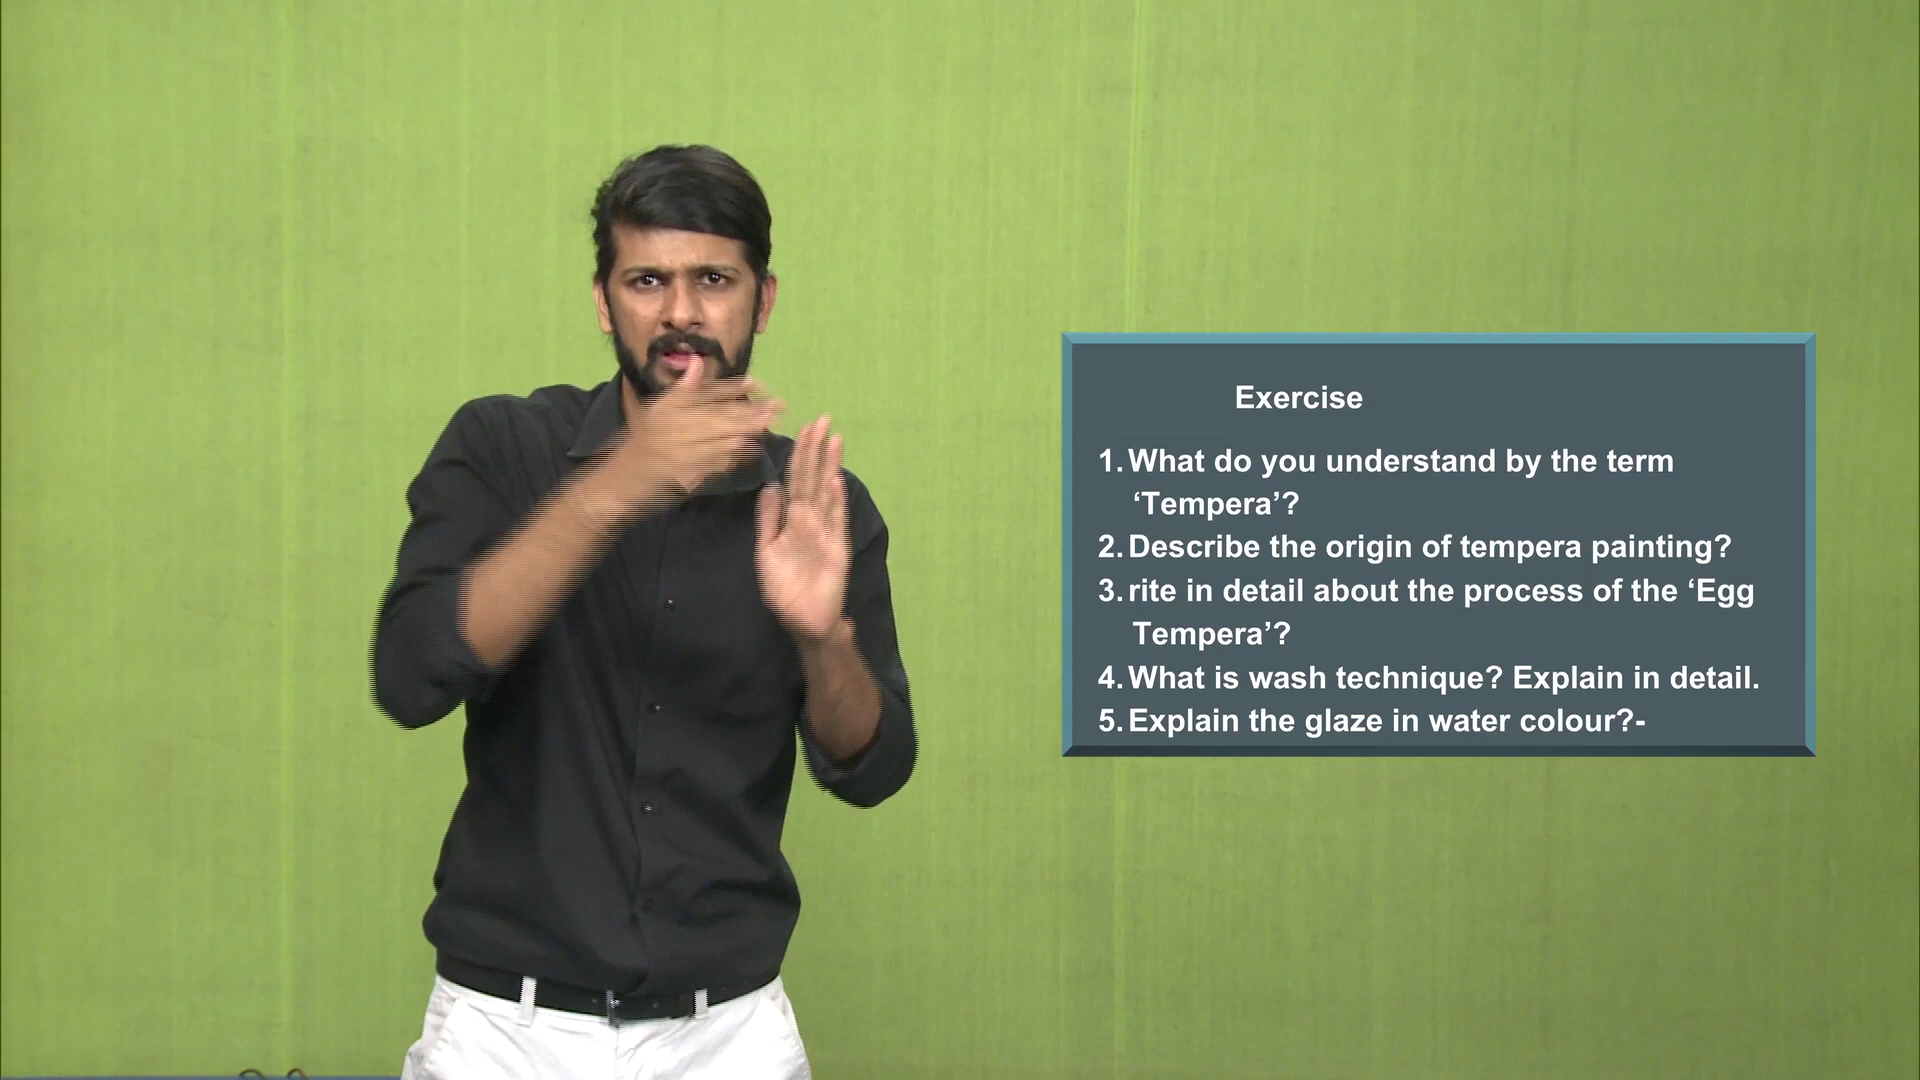 Exercise
1. What do you understand by the term
‘Tempera’?
2. Describe the origin of tempera painting?
3. rite in detail about the process of the ‘Egg
Tempera’?
4. What is wash technique? Explain in detail.
5. Explain the glaze in water colour?-